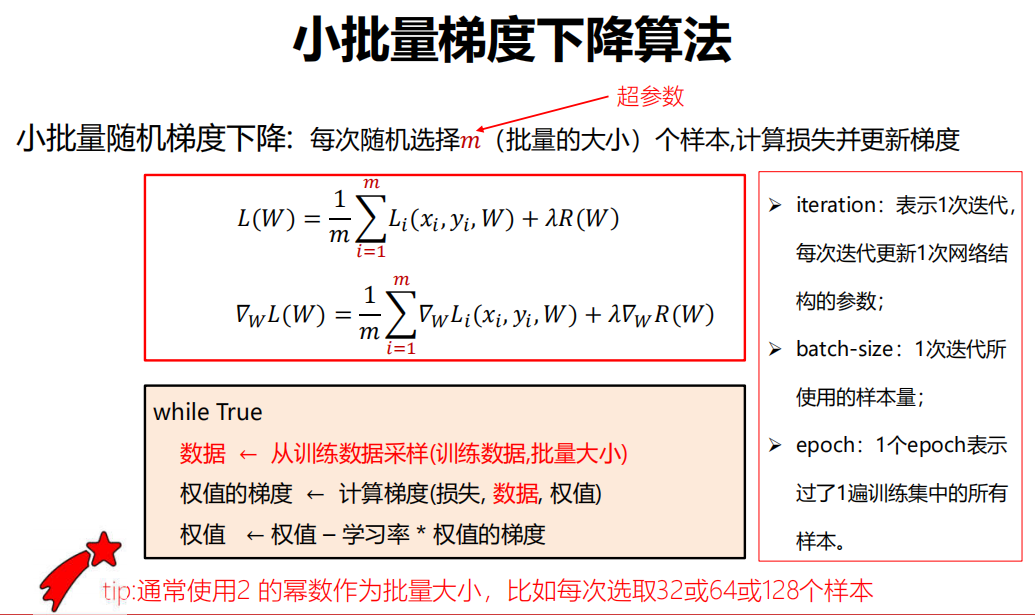 小批量梯度下降算法
超参数
小批量随机梯度下降: 每次随机选择m（批量的大小）个样本,计算损失并更新梯度
L(W) = \frac{1}{m} \sum_{i=1}^{m} L_i(x_i, y_i, W) + λR(W)
∇_W L(W) = \frac{1}{m} \sum_{i=1}^{m} ∇_W L_i(x_i, y_i, W) + λ∇_W R(W)
while True
数据 ← 从训练数据采样(训练数据,批量大小)
权值的梯度 ← 计算梯度(损失, 数据, 权值)
权值 ← 权值 – 学习率 * 权值的梯度
➢ iteration：表示1次迭代，
每次迭代更新1次网络结
构的参数；
➢ batch-size：1次迭代所
使用的样本量；
➢ epoch：1个epoch表示
过了1遍训练集中的所有
样本。
tip:通常使用2 的幂数作为批量大小，比如每次选取32或64或128个样本